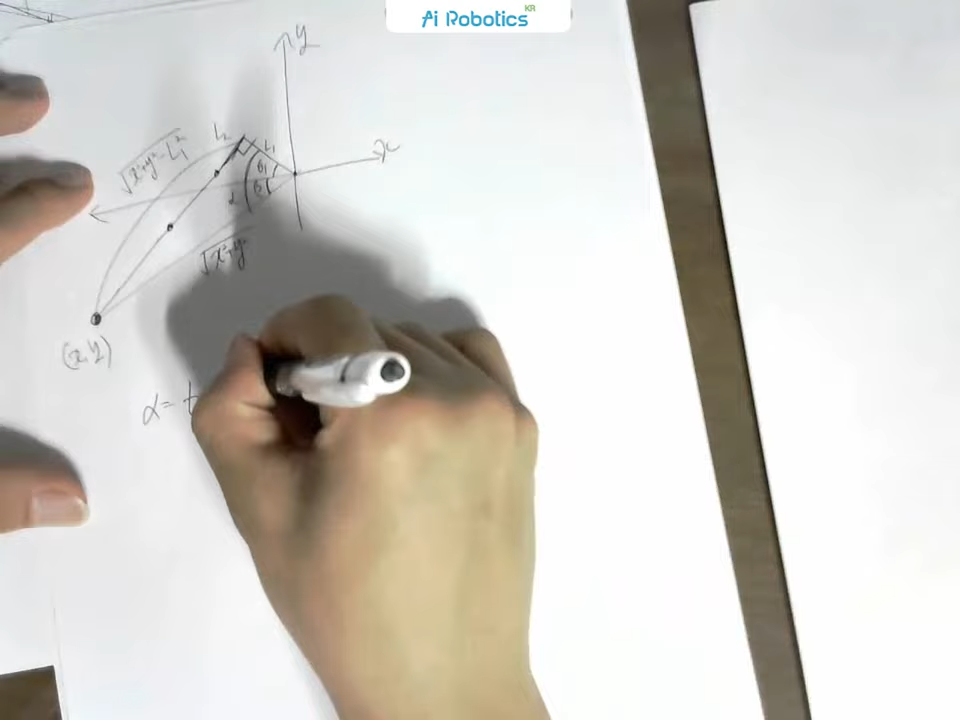 Ai Robotics KR
y
x
L₂
L₁
√x²+y²-L₁²
θ₁
α
β
√x²+y²
(x,y)
α = t